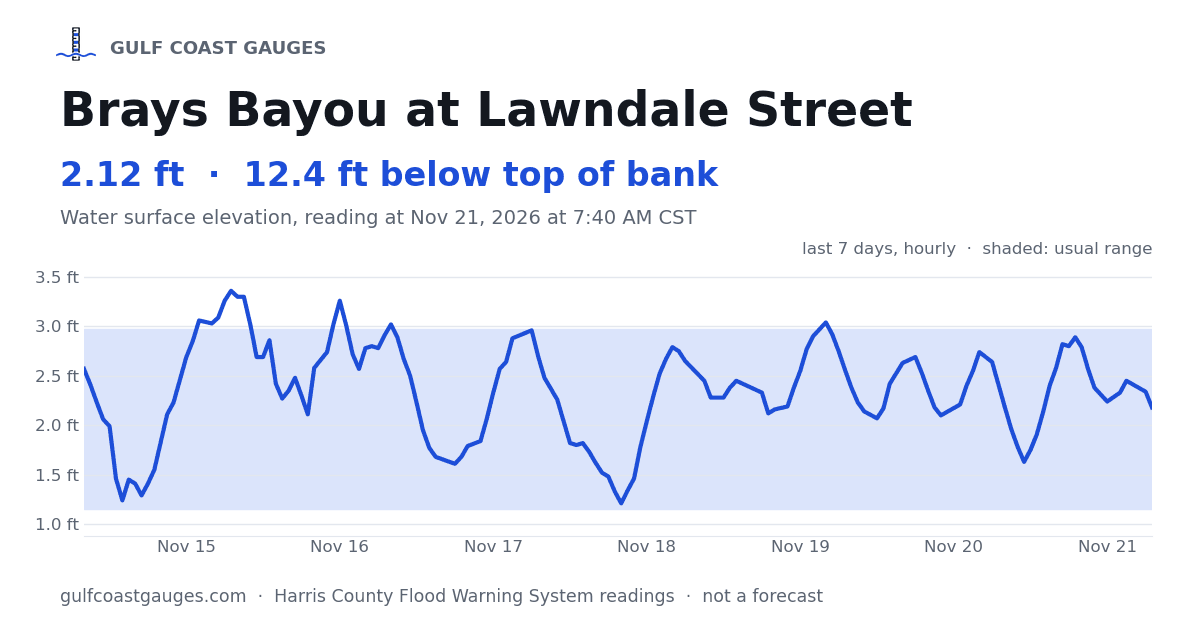 GULF COAST GAUGES
Brays Bayou at Lawndale Street
2.12 ft · 12.4 ft below top of bank
Water surface elevation, reading at Nov 21, 2026 at 7:40 AM CST
last 7 days, hourly · shaded: usual range
3.5 ft
3.0 ft
2.5 ft
2.0 ft
1.5 ft
1.0 ft
Nov 15 Nov 16 Nov 17 Nov 18 Nov 19 Nov 20 Nov 21
gulfcoastgauges.com · Harris County Flood Warning System readings · not a forecast